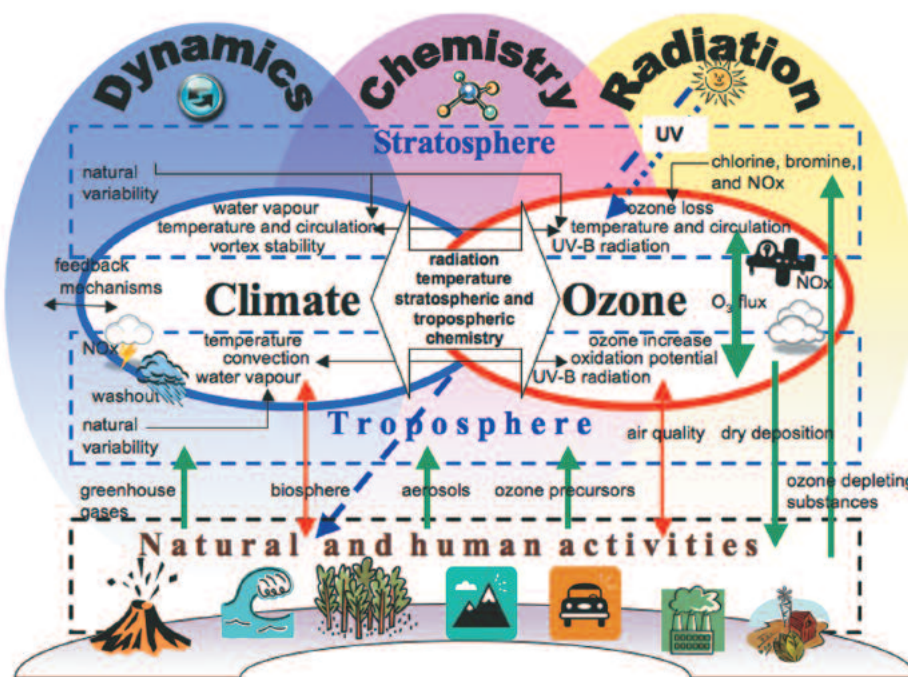 Dynamics
Chemistry
Radiation
UV
Stratosphere
natural
variability
chlorine, bromine,
and NOx
water vapour
temperature and circulation
vortex stability
ozone loss
temperature and circulation
UV-B radiation
feedback
mechanisms
radiation
temperature
stratospheric and
tropospheric
chemistry
Climate
Ozone
NOx
O3 flux
NOx
temperature
convection
water vapour
ozone increase
oxidation potential
UV-B radiation
washout
natural
variability
Troposphere
air quality
dry deposition
greenhouse
gases
biosphere
aerosols
ozone precursors
ozone depleting
substances
Natural and human activities